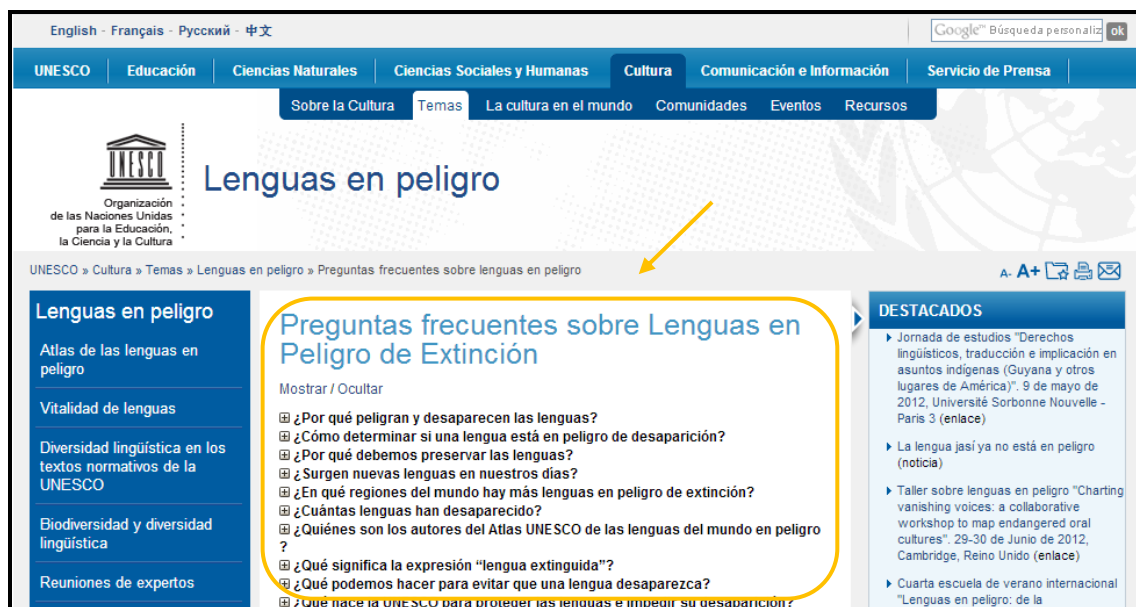 English - Français - Русский - 中文
Google™ Búsqueda personaliz ok
UNESCO Educación Ciencias Naturales Ciencias Sociales y Humanas Cultura Comunicación e Información Servicio de Prensa
Sobre la Cultura Temas La cultura en el mundo Comunidades Eventos Recursos
UNESCO
Organización
de las Naciones Unidas
para la Educación,
la Ciencia y la Cultura
Lenguas en peligro
UNESCO » Cultura » Temas » Lenguas en peligro » Preguntas frecuentes sobre lenguas en peligro
A- A+
Lenguas en peligro
Atlas de las lenguas en
peligro
Vitalidad de lenguas
Diversidad lingüística en los
textos normativos de la
UNESCO
Biodiversidad y diversidad
lingüística
Reuniones de expertos
Preguntas frecuentes sobre Lenguas en
Peligro de Extinción
Mostrar / Ocultar
¿Por qué peligran y desaparecen las lenguas?
¿Cómo determinar si una lengua está en peligro de desaparición?
¿Por qué debemos preservar las lenguas?
¿Surgen nuevas lenguas en nuestros días?
¿En qué regiones del mundo hay más lenguas en peligro de extinción?
¿Cuántas lenguas han desaparecido?
¿Quiénes son los autores del Atlas UNESCO de las lenguas del mundo en peligro
?
¿Qué significa la expresión “lengua extinguida”?
¿Qué podemos hacer para evitar que una lengua desaparezca?
¿Qué hace la UNESCO para proteger las lenguas e impedir su desaparición?
DESTACADOS
Jornada de estudios "Derechos
lingüísticos, traducción e implicación en
asuntos indígenas (Guyana y otros
lugares de América)". 9 de mayo de
2012, Université Sorbonne Nouvelle -
Paris 3 (enlace)
La lengua jasí ya no está en peligro
(noticia)
Taller sobre lenguas en peligro "Charting
vanishing voices: a collaborative
workshop to map endangered oral
cultures". 29-30 de Junio de 2012,
Cambridge, Reino Unido (enlace)
Cuarta escuela de verano internacional
"Lenguas en peligro: de la